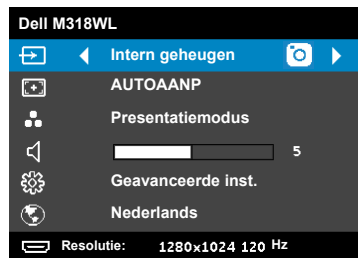 Dell M318WL
Intern geheugen
AUTOAANP
Presentatiemodus
5
Geavanceerde inst.
Nederlands
Resolutie: 1280x1024 120 Hz